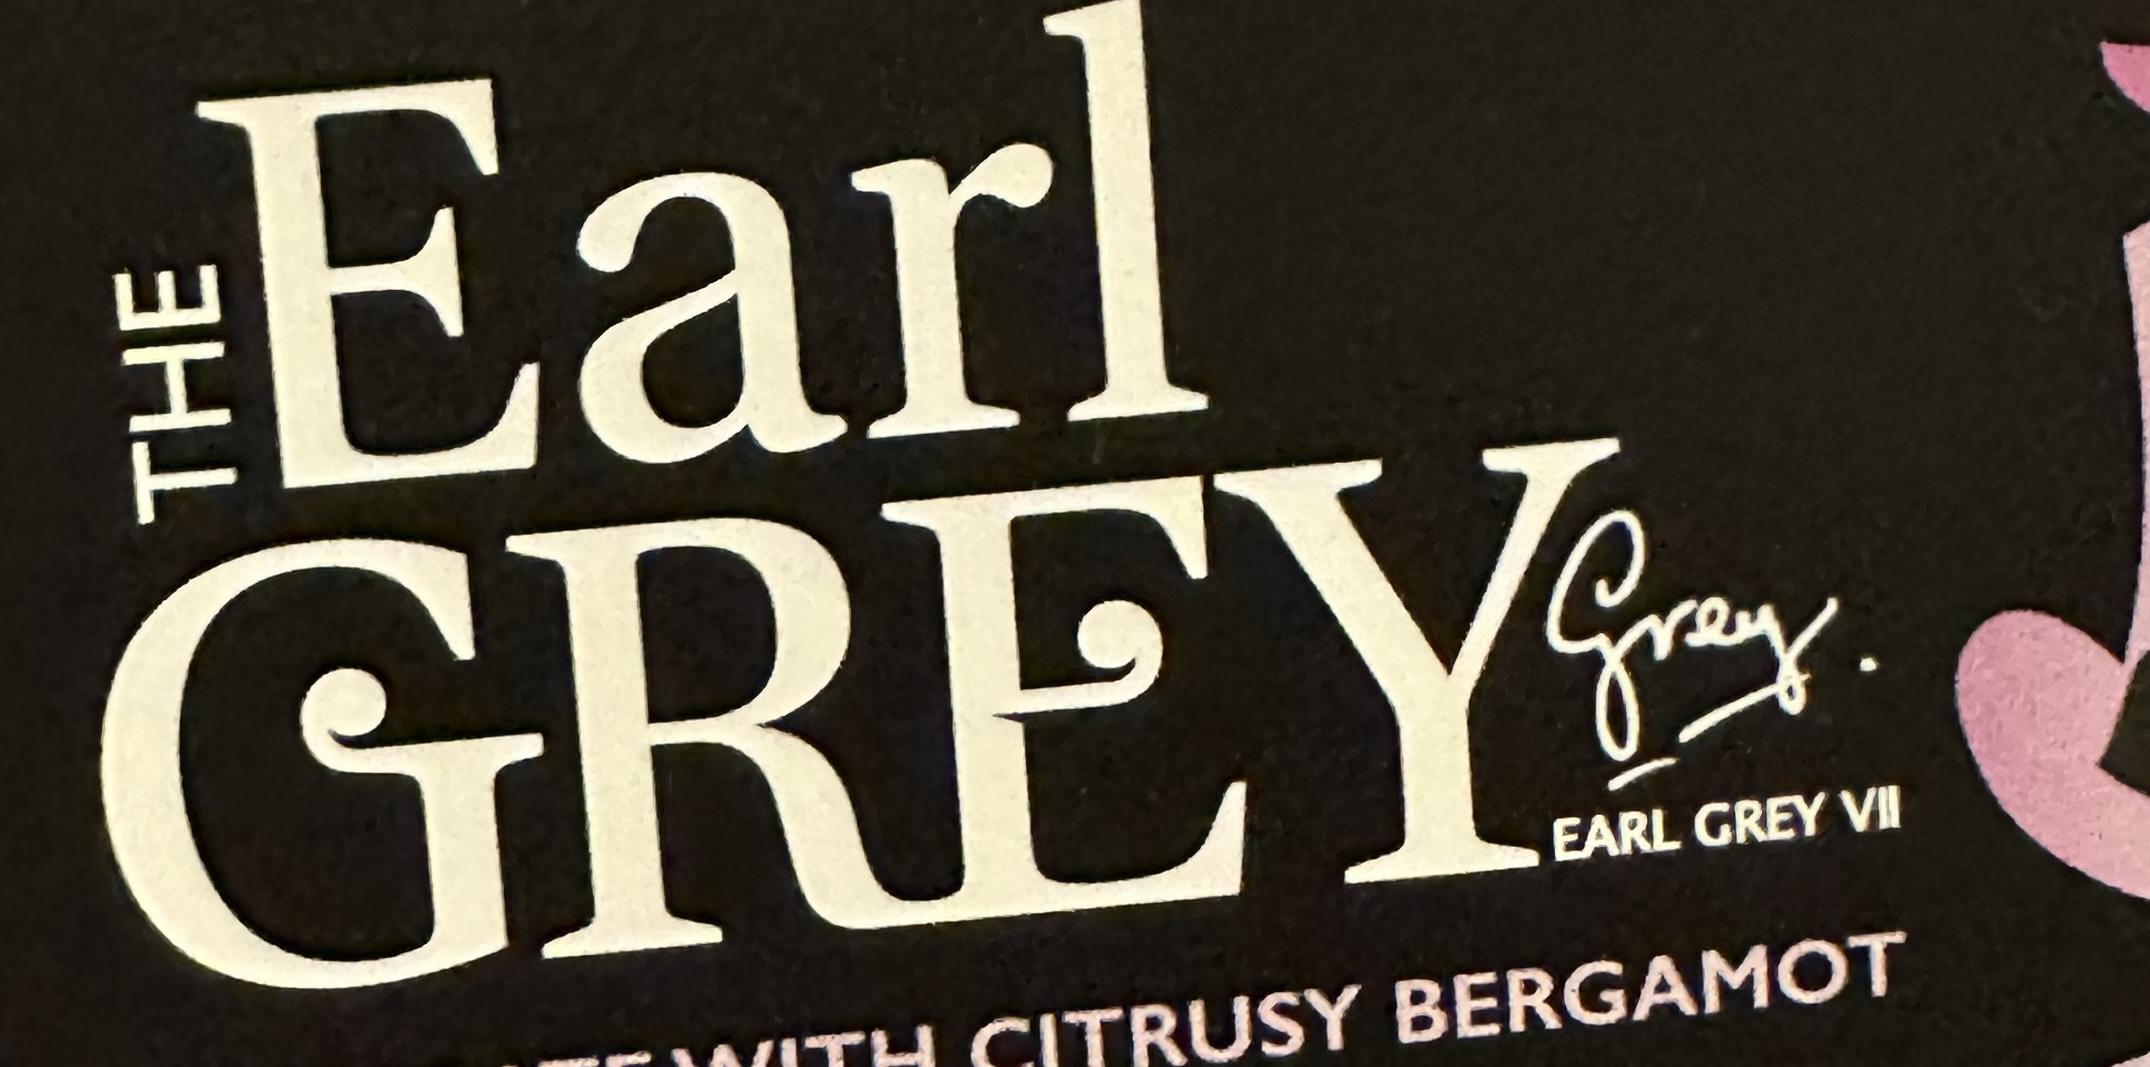 THE Earl
GREY
Grey.
EARL GREY VII
WITH CITRUSY BERGAMOT